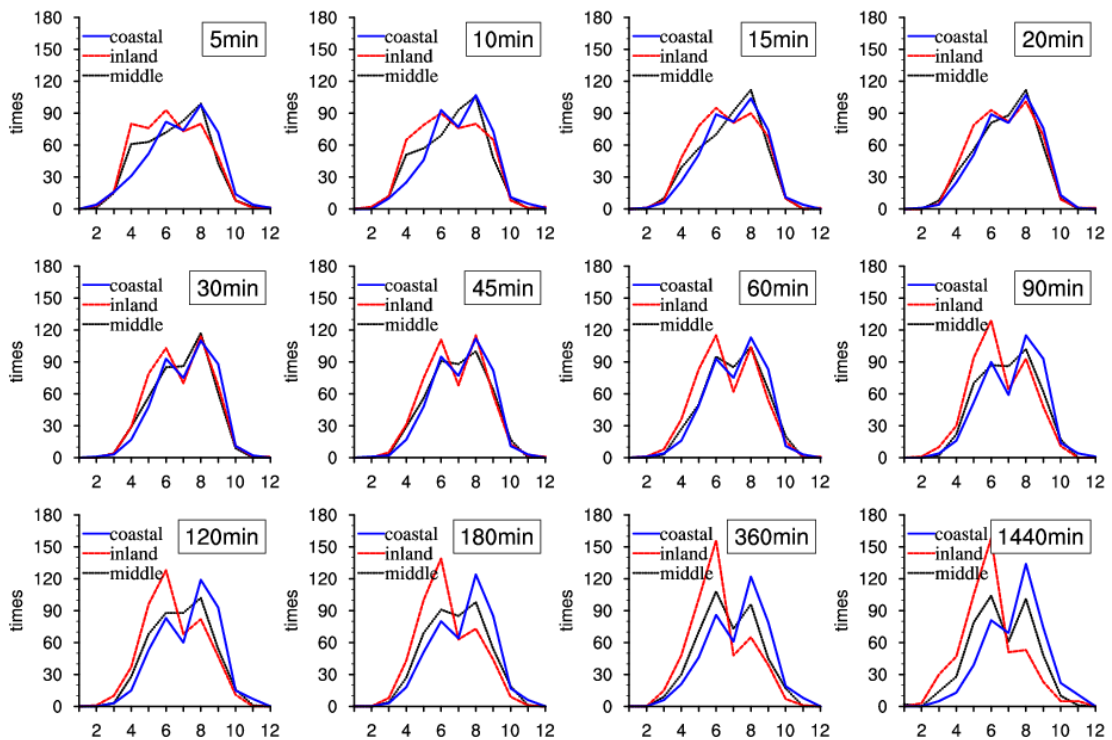 180
150
120
90
60
30
0
times
coastal
inland
middle
5min
2 4 6 8 10 12
180
150
120
90
60
30
0
times
coastal
inland
middle
10min
2 4 6 8 10 12
180
150
120
90
60
30
0
times
coastal
inland
middle
15min
2 4 6 8 10 12
180
150
120
90
60
30
0
times
coastal
inland
middle
20min
2 4 6 8 10 12
180
150
120
90
60
30
0
times
coastal
inland
middle
30min
2 4 6 8 10 12
180
150
120
90
60
30
0
times
coastal
inland
middle
45min
2 4 6 8 10 12
180
150
120
90
60
30
0
times
coastal
inland
middle
60min
2 4 6 8 10 12
180
150
120
90
60
30
0
times
coastal
inland
middle
90min
2 4 6 8 10 12
180
150
120
90
60
30
0
times
coastal
inland
middle
120min
2 4 6 8 10 12
180
150
120
90
60
30
0
times
coastal
inland
middle
180min
2 4 6 8 10 12
180
150
120
90
60
30
0
times
coastal
inland
middle
360min
2 4 6 8 10 12
180
150
120
90
60
30
0
times
coastal
inland
middle
1440min
2 4 6 8 10 12